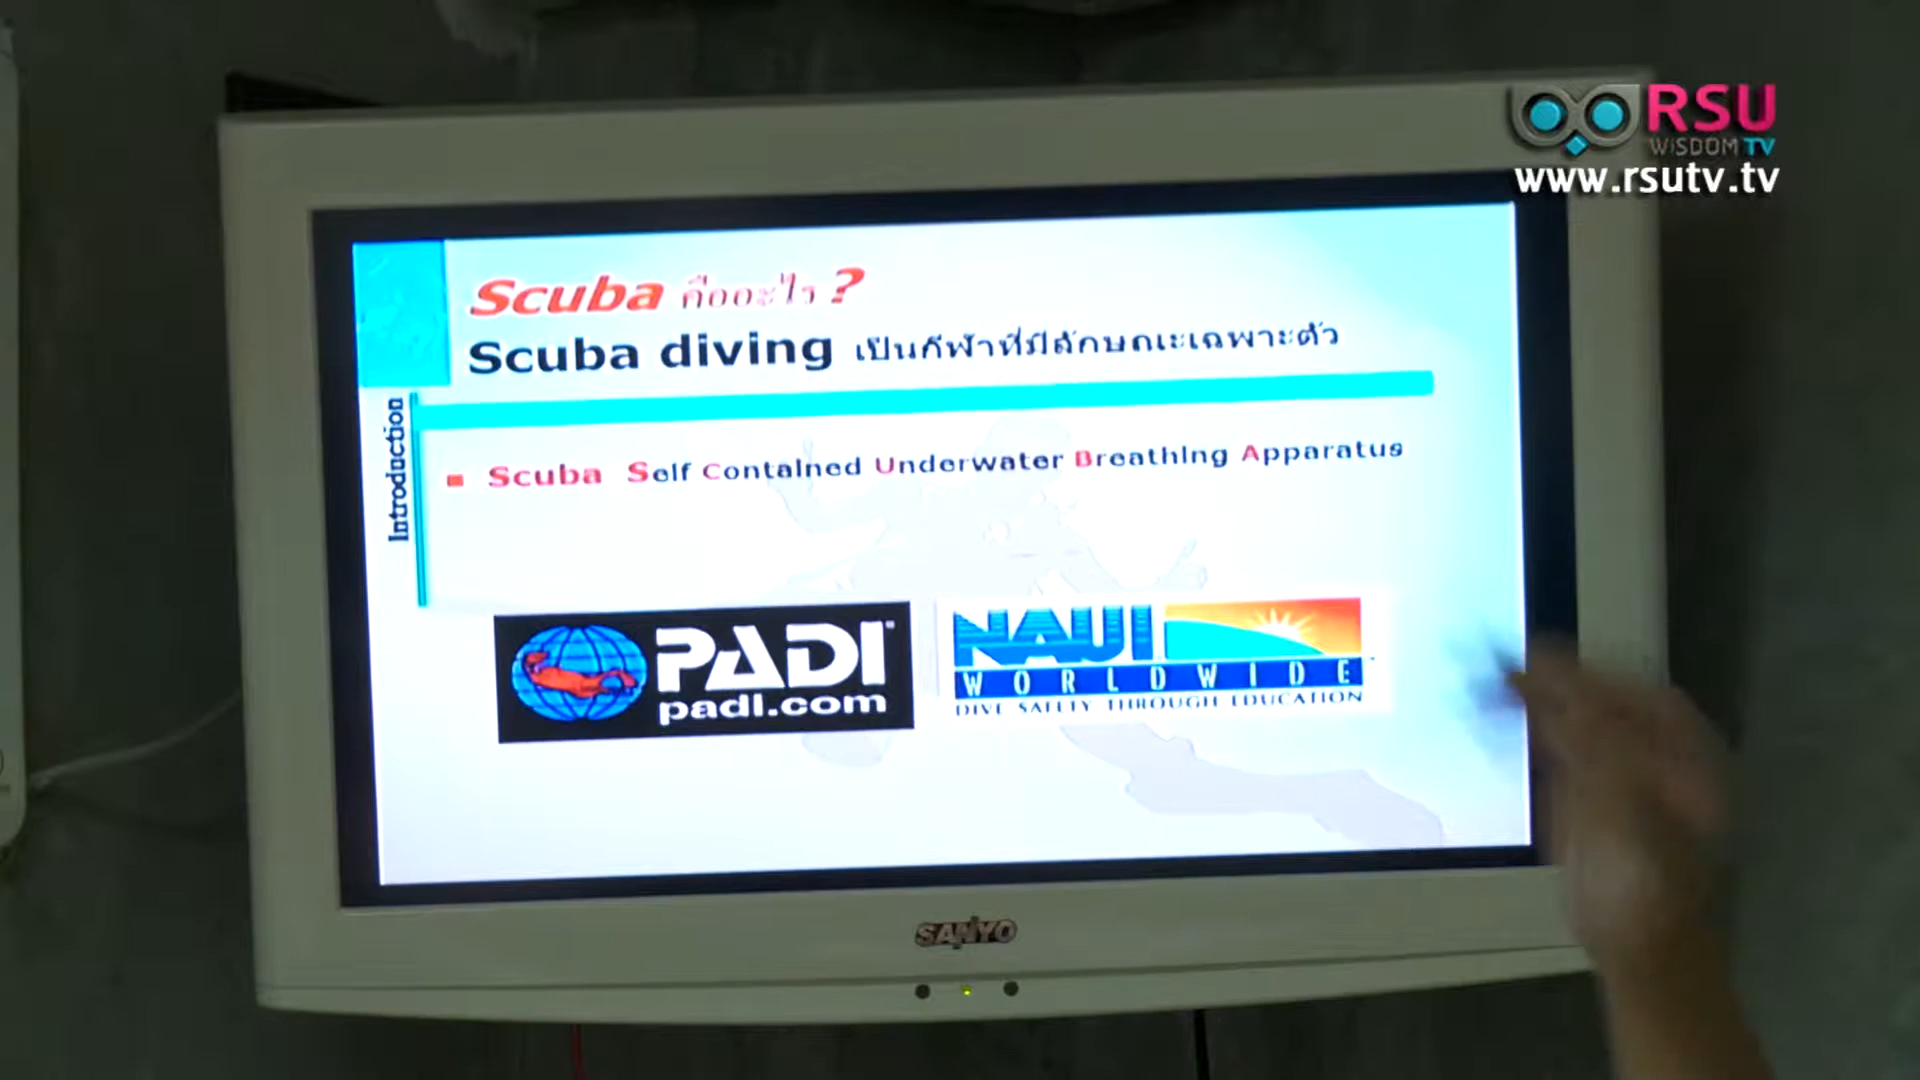 RSU
WISDOM TV
www.rsutv.tv
Scuba คืออะไร ?
Scuba diving เป็นกีฬาที่มีลักษณะเฉพาะตัว
Introduction
Scuba Self Contained Underwater Breathing Apparatus
PADI
padi.com
NAUI
WORLDWIDE
DIVE SAFETY THROUGH EDUCATION
SANYO